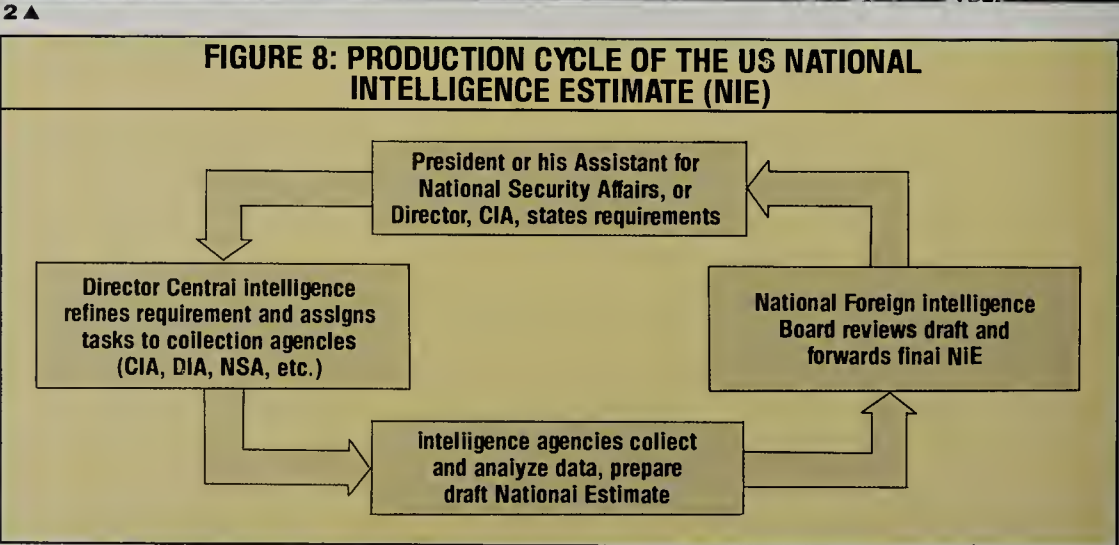 2▲
FIGURE 8: PRODUCTION CYCLE OF THE US NATIONAL
INTELLIGENCE ESTIMATE (NIE)
President or his Assistant for
National Security Affairs, or
Director, CIA, states requirements
Director Central intelligence
refines requirement and assigns
tasks to collection agencies
(CIA, DIA, NSA, etc.)
intelligence agencies collect
and analyze data, prepare
draft National Estimate
National Foreign intelligence
Board reviews draft and
forwards final NiE